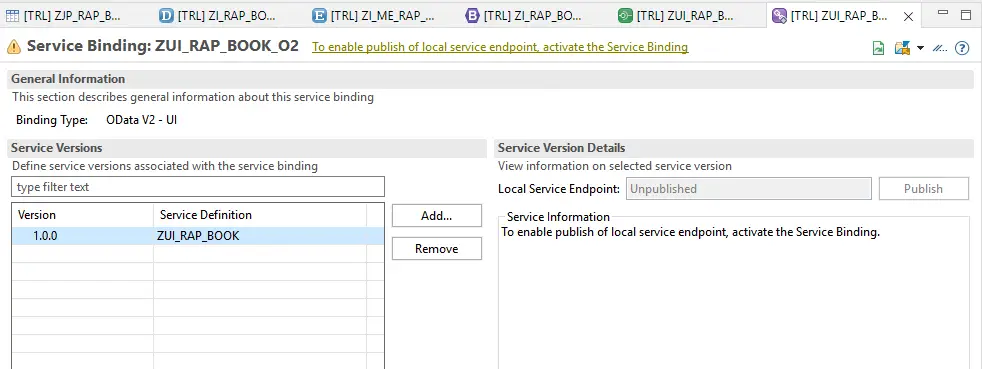 [TRL] ZJP_RAP_B...
D [TRL] ZI_RAP_BO...
E [TRL] ZI_ME_RAP_...
B [TRL] ZI_RAP_BO...
[TRL] ZUI_RAP_B...
[TRL] ZUI_RAP_B...
Service Binding: ZUI_RAP_BOOK_O2 To enable publish of local service endpoint, activate the Service Binding
General Information
This section describes general information about this service binding
Binding Type: OData V2 - UI
Service Versions
Define service versions associated with the service binding
type filter text
Version Service Definition
1.0.0 ZUI_RAP_BOOK
Add...
Remove
Service Version Details
View information on selected service version
Local Service Endpoint: Unpublished Publish
Service Information
To enable publish of local service endpoint, activate the Service Binding.